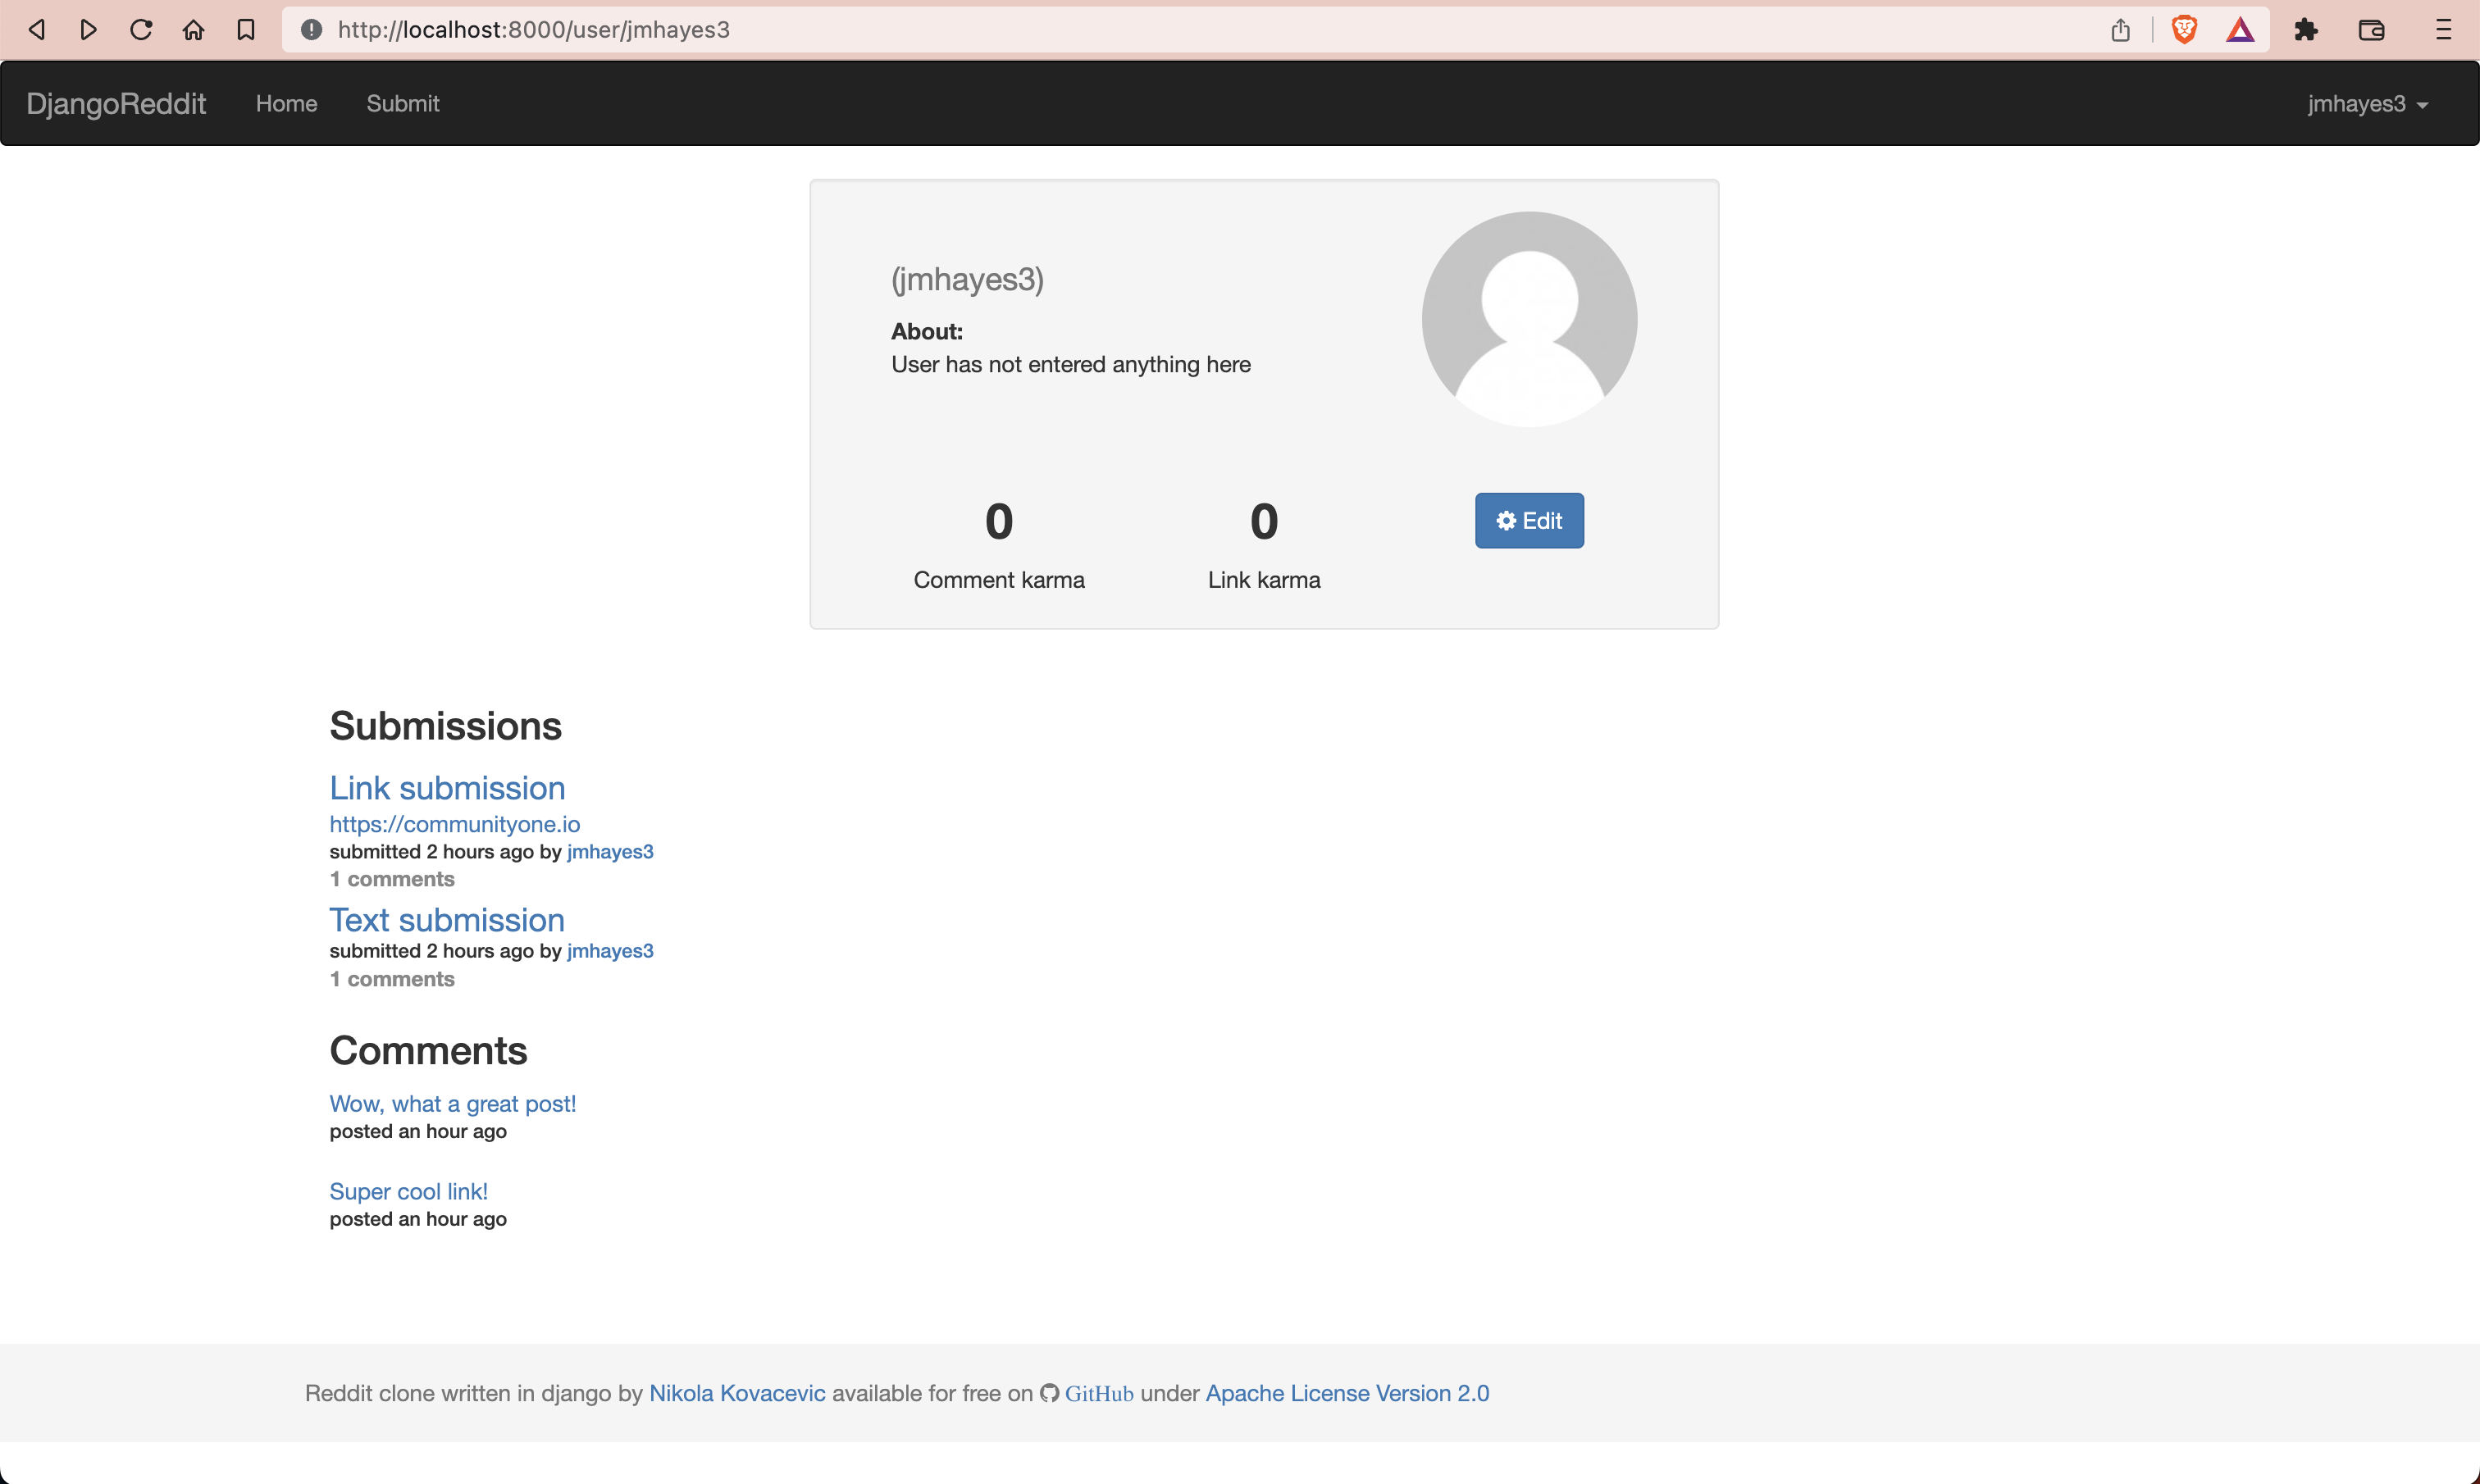 http://localhost:8000/user/jmhayes3
DjangoReddit Home Submit jmhayes3
(jmhayes3)
About:
User has not entered anything here
0 0 Edit
Comment karma Link karma
Submissions
Link submission
https://communityone.io
submitted 2 hours ago by jmhayes3
1 comments
Text submission
submitted 2 hours ago by jmhayes3
1 comments
Comments
Wow, what a great post!
posted an hour ago
Super cool link!
posted an hour ago
Reddit clone written in django by Nikola Kovacevic available for free on GitHub under Apache License Version 2.0